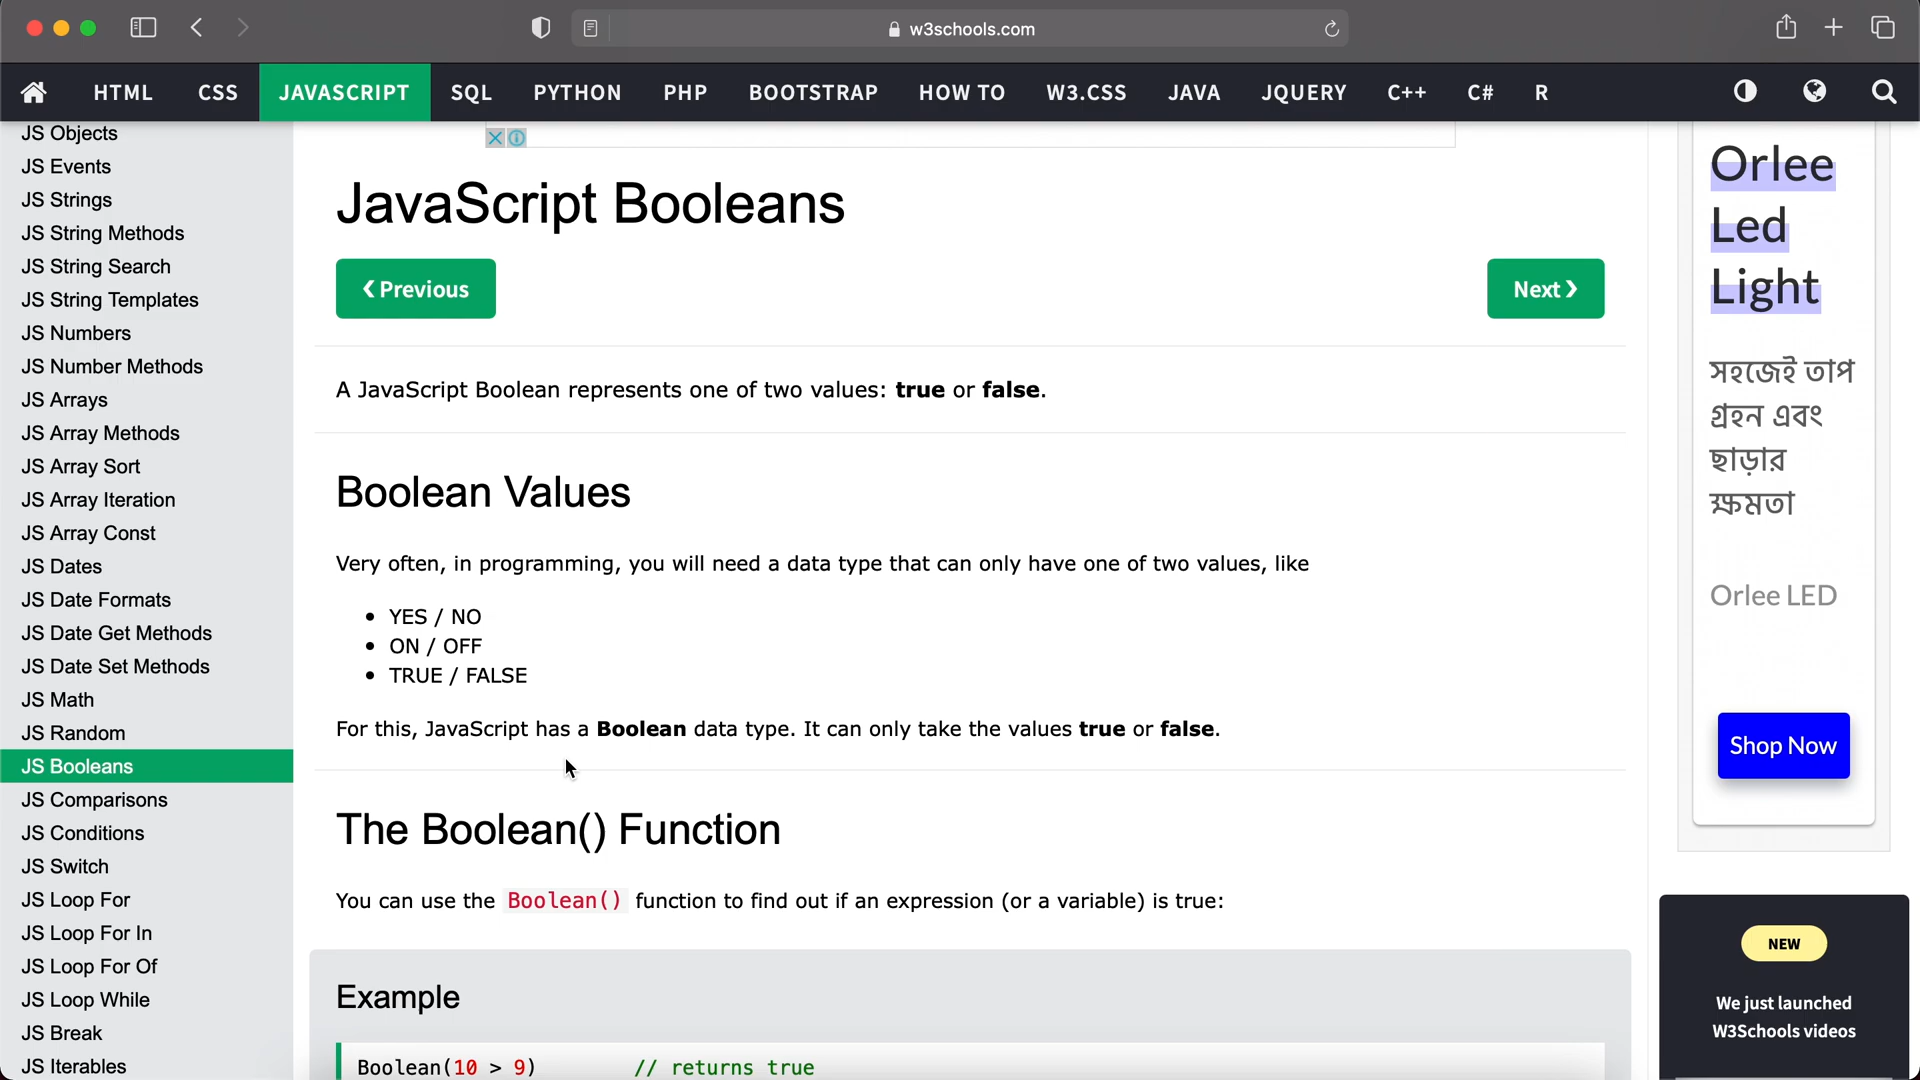 w3schools.com
HTML CSS JAVASCRIPT SQL PYTHON PHP BOOTSTRAP HOW TO W3.CSS JAVA JQUERY C++ C# R
JS Objects
JS Events
JS Strings
JS String Methods
JS String Search
JS String Templates
JS Numbers
JS Number Methods
JS Arrays
JS Array Methods
JS Array Sort
JS Array Iteration
JS Array Const
JS Dates
JS Date Formats
JS Date Get Methods
JS Date Set Methods
JS Math
JS Random
JS Booleans
JS Comparisons
JS Conditions
JS Switch
JS Loop For
JS Loop For In
JS Loop For Of
JS Loop While
JS Break
JS Iterables
JavaScript Booleans
❮ Previous
Next ❯
A JavaScript Boolean represents one of two values: true or false.
Boolean Values
Very often, in programming, you will need a data type that can only have one of two values, like
• YES / NO
• ON / OFF
• TRUE / FALSE
For this, JavaScript has a Boolean data type. It can only take the values true or false.
The Boolean() Function
You can use the Boolean() function to find out if an expression (or a variable) is true:
Example
Boolean(10 > 9) // returns true
Orlee
Led
Light
সহজেই তাপ
গ্রহন এবং
ছাড়ার
ক্ষমতা
Orlee LED
Shop Now
NEW
We just launched
W3Schools videos